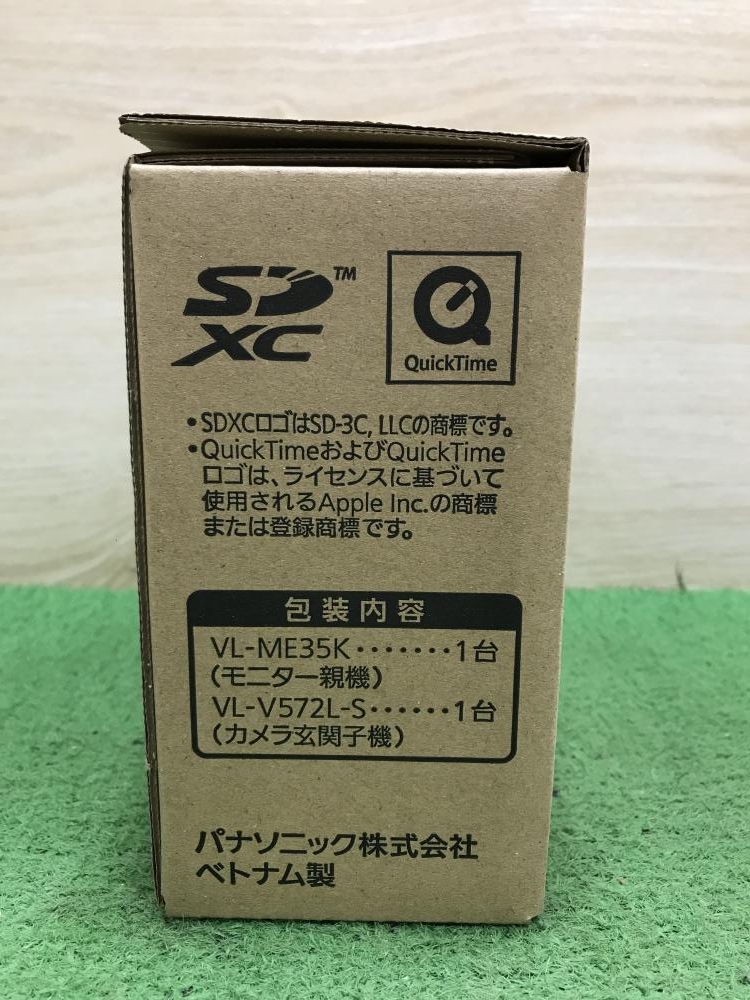 SD™
XC
QuickTime
•SDXCロゴはSD-3C, LLCの商標です。
•QuickTimeおよびQuickTime
ロゴは、ライセンスに基づいて
使用されるApple Inc.の商標
または登録商標です。
包装内容
VL-ME35K・・・・・・・1台
(モニター親機)
VL-V572L-S・・・・・・1台
(カメラ玄関子機)
パナソニック株式会社
ベトナム製